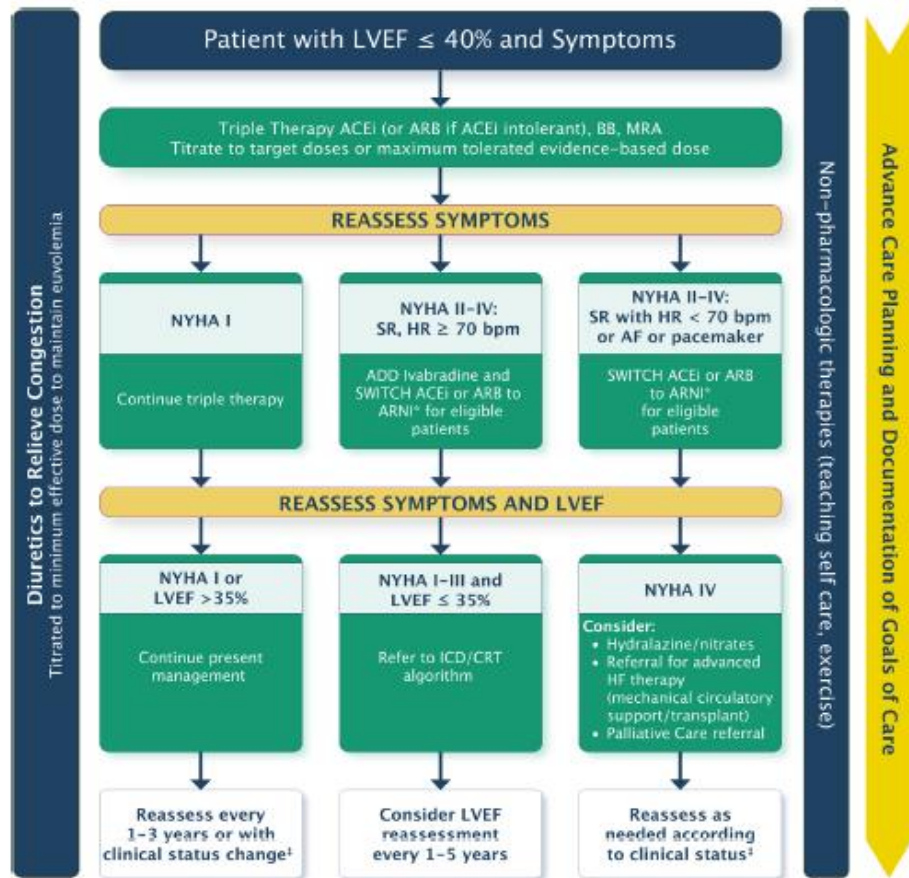 Patient with LVEF ≤ 40% and Symptoms
Triple Therapy ACEi (or ARB if ACEi intolerant), BB, MRA
Titrate to target doses or maximum tolerated evidence-based dose
REASSESS SYMPTOMS
NYHA I
Continue triple therapy
NYHA II-IV:
SR, HR ≥ 70 bpm
ADD Ivabradine and
SWITCH ACEi or ARB to
ARNI* for eligible
patients
NYHA II-IV:
SR with HR < 70 bpm
or AF or pacemaker
SWITCH ACEi or ARB
to ARNI*
for eligible
patients
REASSESS SYMPTOMS AND LVEF
NYHA I or
LVEF >35%
Continue present
management
NYHA I-III and
LVEF ≤ 35%
Refer to ICD/CRT
algorithm
NYHA IV
Consider:
• Hydralazine/nitrates
• Referral for advanced
HF therapy
(mechanical circulatory
support/transplant)
• Palliative Care referral
Reassess every
1-3 years or with
clinical status change‡
Consider LVEF
reassessment
every 1-5 years
Reassess as
needed according
to clinical status‡
Diuretics to Relieve Congestion
Titrated to minimum effective dose to maintain euvolemia
Non-pharmacologic therapies (teaching self care, exercise)
Advance Care Planning and Documentation of Goals of Care